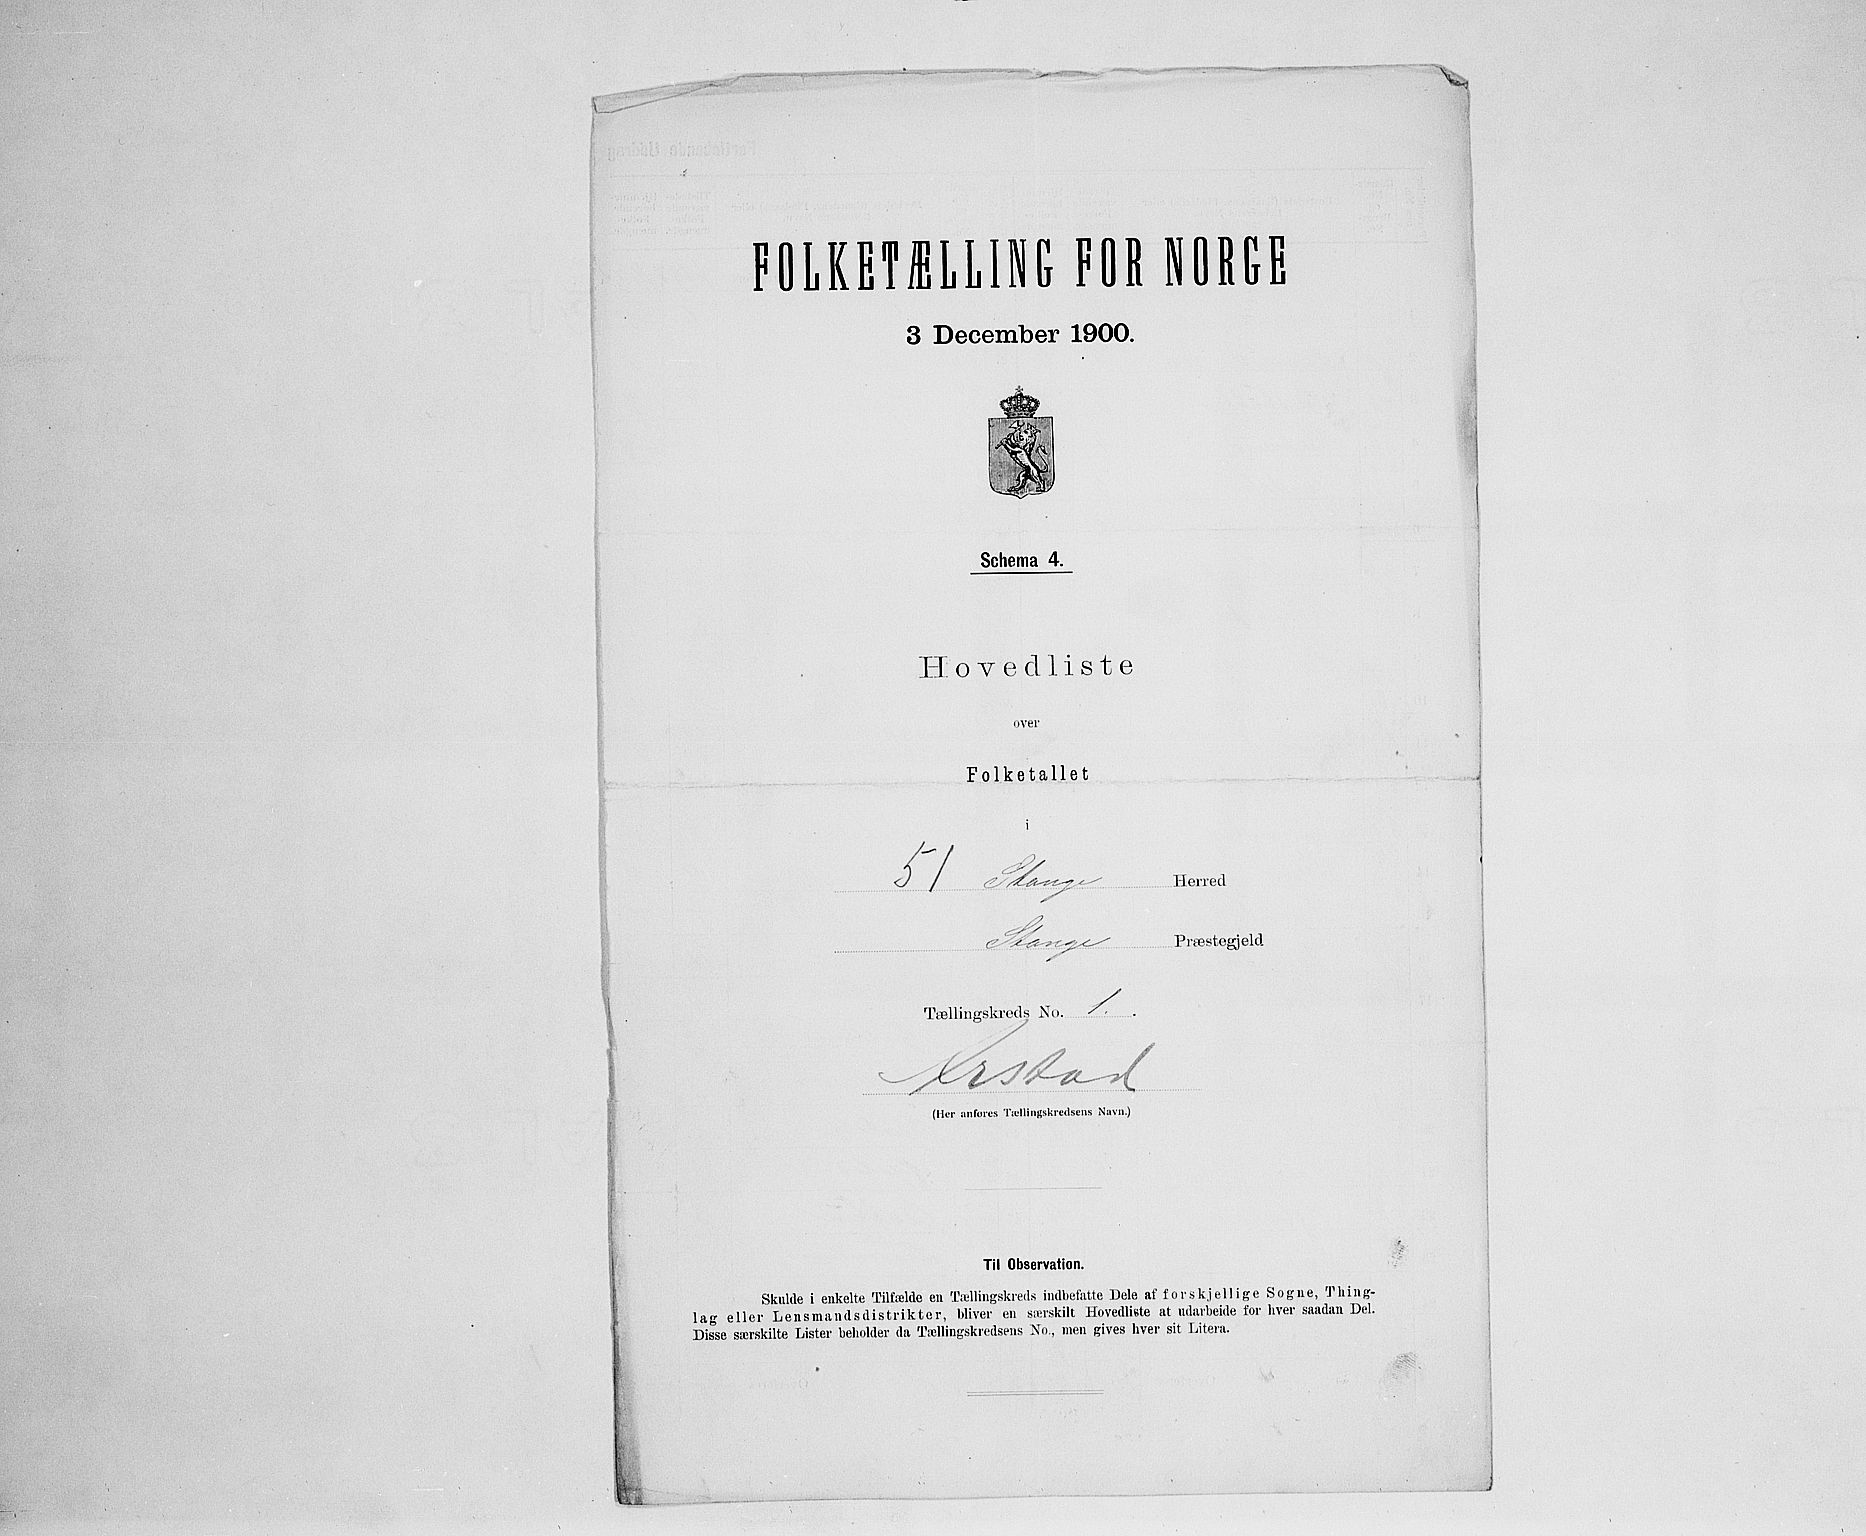 FOLKETÆLLING FOR NORGE
3 December 1900.
Schema 4.
Hovedliste
over
Folketallet
i
51 Stange Herred
Stange Præstegjeld
Tællingskreds No. 1.
Arstad
(Her anføres Tællingskredsens Navn.)
Til Observation.
Skulde i enkelte Tilfælde en Tællingskreds indbefatte Dele af forskjellige Sogne, Thing-
lag eller Lensmandsdistrikter, bliver en særskilt Hovedliste at udarbeide for hver saadan Del.
Disse særskilte Lister beholder da Tællingskredsens No., men gives hver sit Litera.